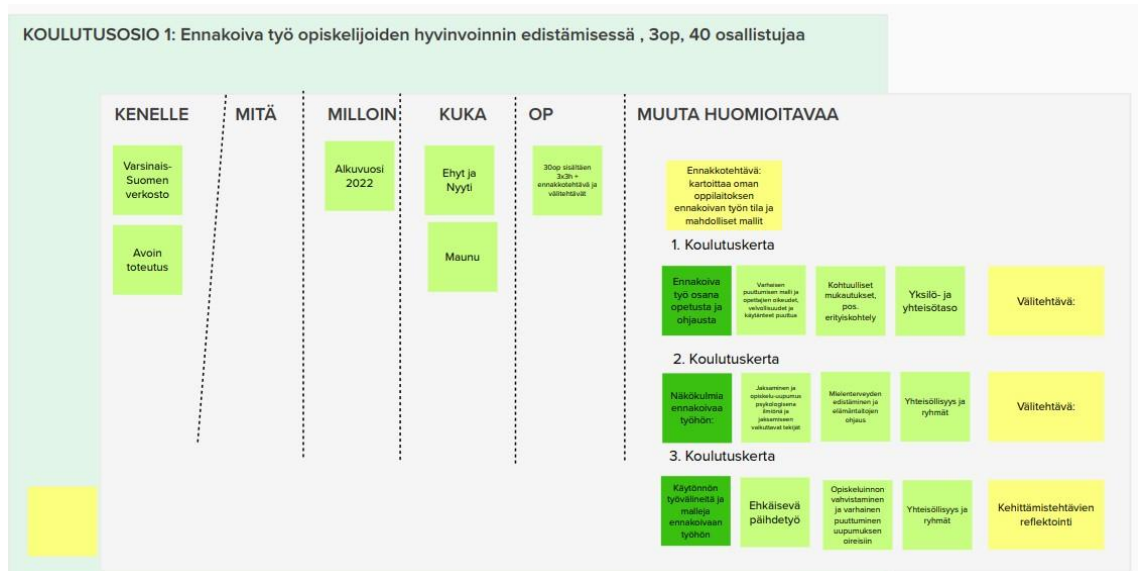 KOULUTUSOSIO 1: Ennakoiva työ opiskelijoiden hyvinvoinnin edistämisessä , 3op, 40 osallistujaa
KENELLE
MITÄ
MILLOIN
KUKA
OP
MUUTA HUOMIOITAVAA
Varsinais-
Suomen
verkosto
Avoin
toteutus
Alkuvuosi
2022
Ehyt ja
Nyyti
Maunu
30op sisältäen
3x3h +
ennakkotehtävä ja
välitehtävät
Ennakkotehtävä:
kartoittaa oman
oppilaitoksen
ennakoivan työn tila ja
mahdolliset mallit
1. Koulutuskerta
Ennakoiva
työ osana
opetusta ja
ohjausta
Varhaisen
puuttumisen malli ja
opettajien oikeudet,
velvollisuudet ja
käytänteet puuttua
Kohtuulliset
mukautukset,
pos.
erityiskohtely
Yksilö- ja
yhteisötaso
Välitehtävä:
2. Koulutuskerta
Näkökulmia
ennakoivaa
työhön:
Jaksaminen ja
opiskelu-uupumus
psykologisena
ilmiönä ja
jaksamiseen
vaikuttavat tekijät
Mielenterveyden
edistäminen ja
elämäntaitojen
ohjaus
Yhteisöllisyys ja
ryhmät
Välitehtävä:
3. Koulutuskerta
Käytönnön
työvälineitä ja
malleja
ennakoivaan
työhön
Ehkäisevä
päihdetyö
Opiskeluinnon
vahvistaminen
ja varhainen
puuttuminen
uupumuksen
oireisiin
Yhteisöllisyys ja
ryhmät
Kehittämistehtävien
reflektointi